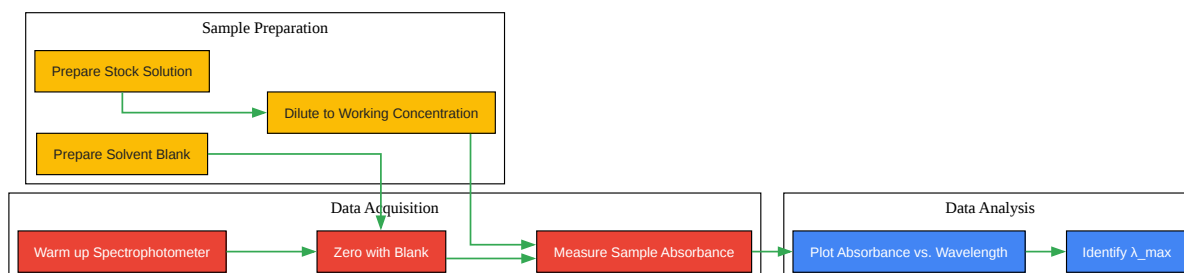 Sample Preparation
Prepare Stock Solution
Dilute to Working Concentration
Prepare Solvent Blank
Data Acquisition
Warm up Spectrophotometer
Zero with Blank
Measure Sample Absorbance
Data Analysis
Plot Absorbance vs. Wavelength
Identify λ_max